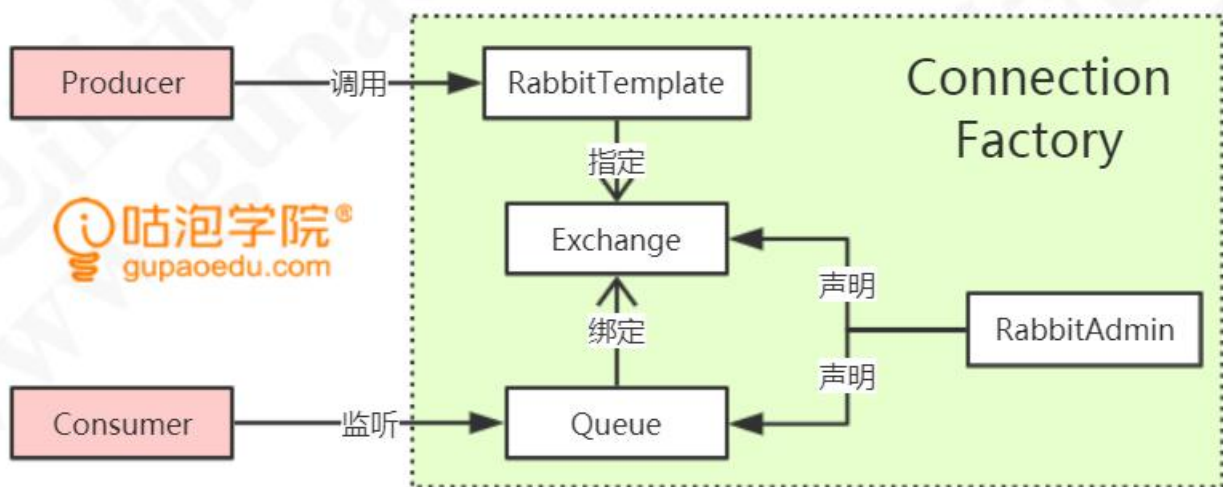 Connection
Factory
Producer
调用
RabbitTemplate
指定
咕泡学院®
gupaoedu.com
Exchange
声明
绑定
RabbitAdmin
声明
Consumer
监听
Queue